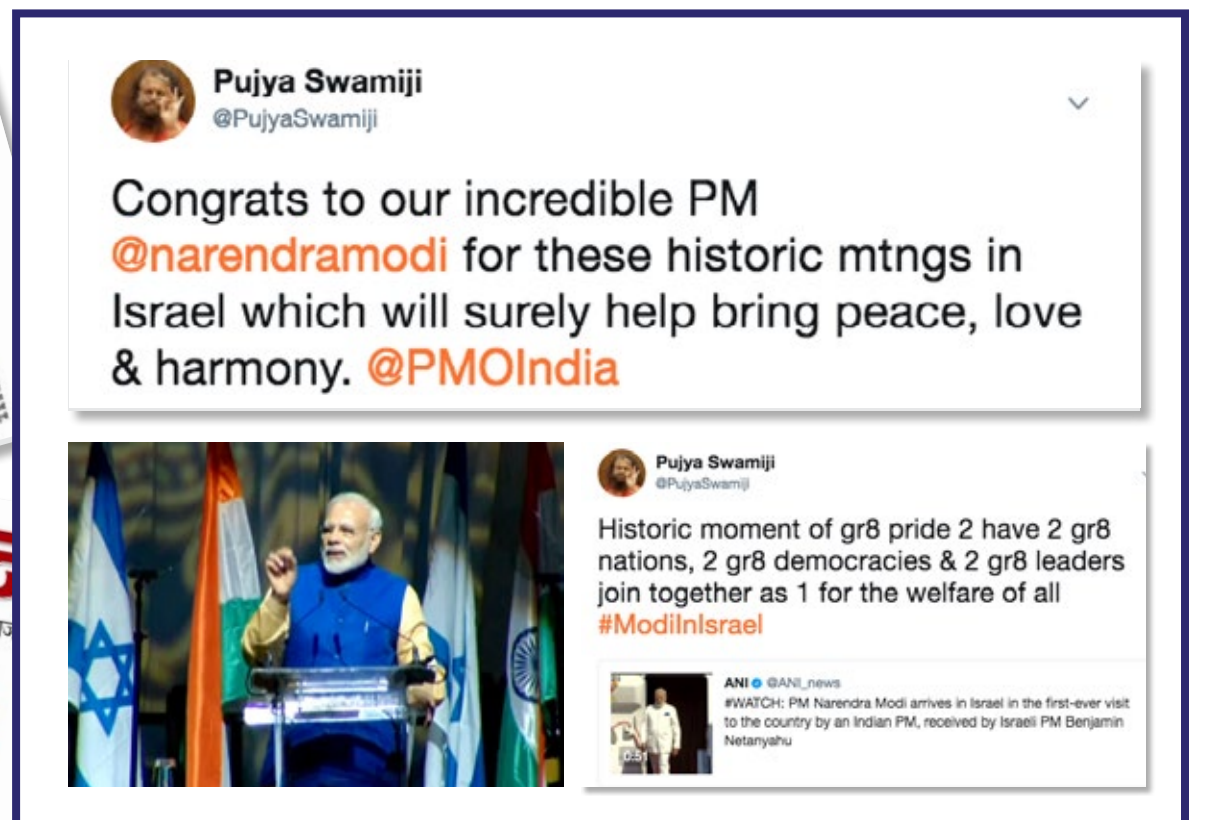 Pujya Swamiji
@PujyaSwamiji
Congrats to our incredible PM
@narendramodi for these historic mtngs in
Israel which will surely help bring peace, love
& harmony. @PMOIndia
Pujya Swamiji
@PujyaSwamiji
Historic moment of gr8 pride 2 have 2 gr8
nations, 2 gr8 democracies & 2 gr8 leaders
join together as 1 for the welfare of all
#ModiInIsrael
ANI @ANI_news
#WATCH: PM Narendra Modi arrives in Israel in the first-ever visit
to the country by an Indian PM, received by Israeli PM Benjamin
Netanyahu
0:51